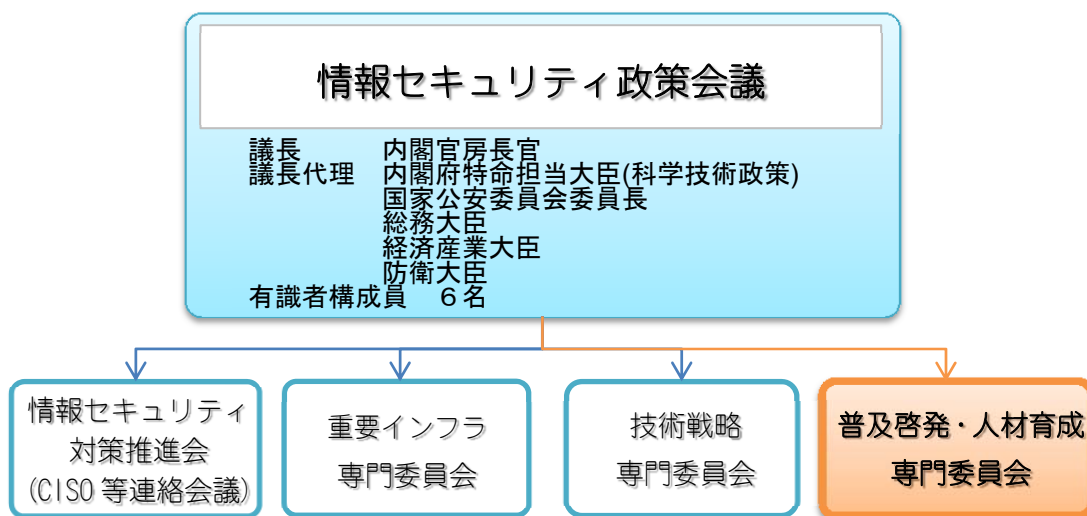 情報セキュリティ政策会議
議長 内閣官房長官
議長代理 内閣府特命担当大臣(科学技術政策)
国家公安委員会委員長
総務大臣
経済産業大臣
防衛大臣
有識者構成員 6名
情報セキュリティ
対策推進会
(CISO 等連絡会議)
重要インフラ
専門委員会
技術戦略
専門委員会
普及啓発・人材育成
専門委員会